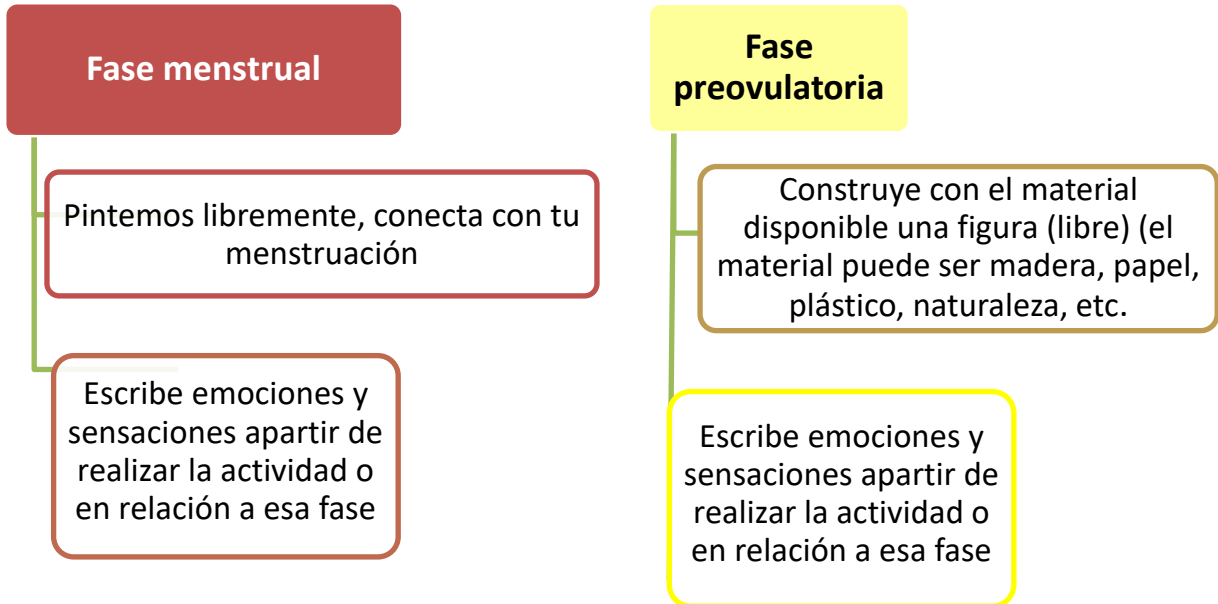 Fase menstrual
Pintemos libremente, conecta con tu
menstruación
Escribe emociones y
sensaciones apartir de
realizar la actividad o
en relación a esa fase
Fase
preovulatoria
Construye con el material
disponible una figura (libre) (el
material puede ser madera, papel,
plástico, naturaleza, etc.
Escribe emociones y
sensaciones apartir de
realizar la actividad o
en relación a esa fase